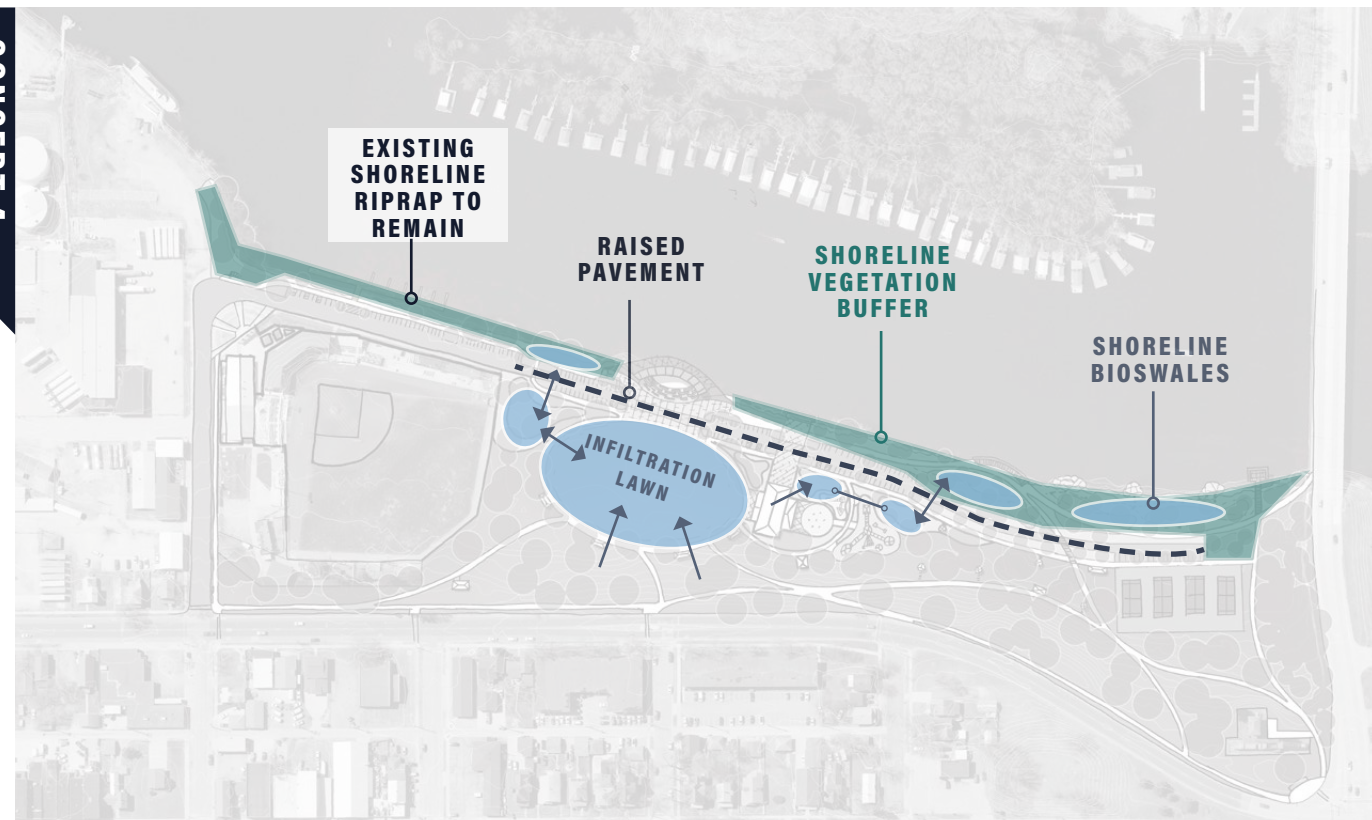 EXISTING
SHORELINE
RIPRAP TO
REMAIN
RAISED
PAVEMENT
SHORELINE
VEGETATION
BUFFER
SHORELINE
BIOSWALES
INFILTRATION
LAWN